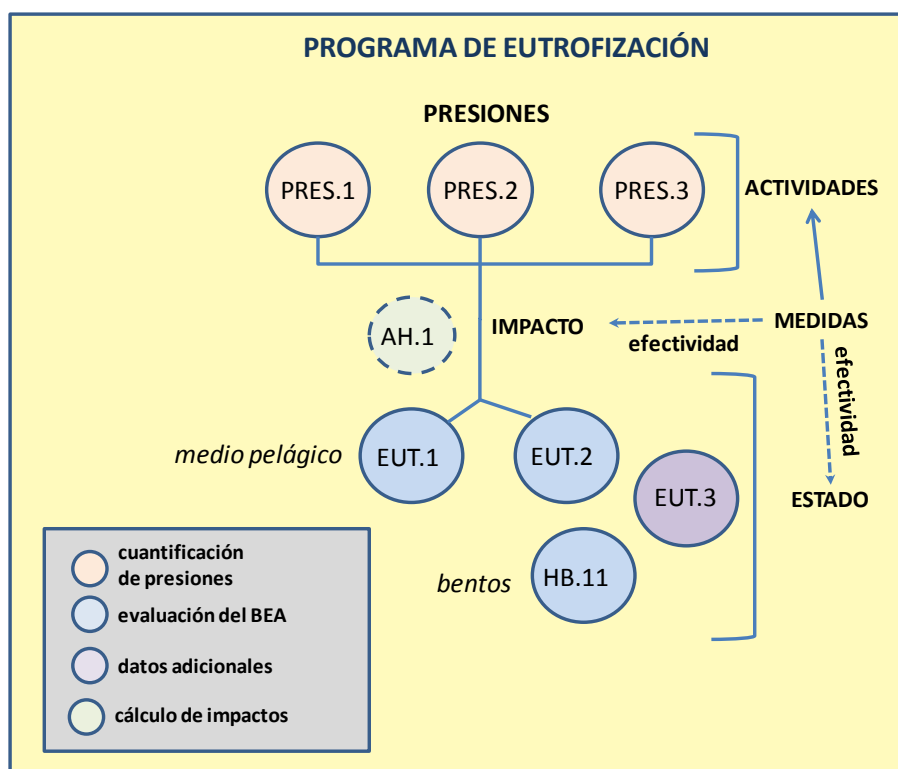 PROGRAMA DE EUTROFIZACIÓN
PRESIONES
PRES.1
PRES.2
PRES.3
ACTIVIDADES
AH.1
IMPACTO
MEDIDAS
efectividad
efectividad
medio pelágico
EUT.1
EUT.2
EUT.3
ESTADO
bentos
HB.11
cuantificación
de presiones
evaluación del BEA
datos adicionales
cálculo de impactos